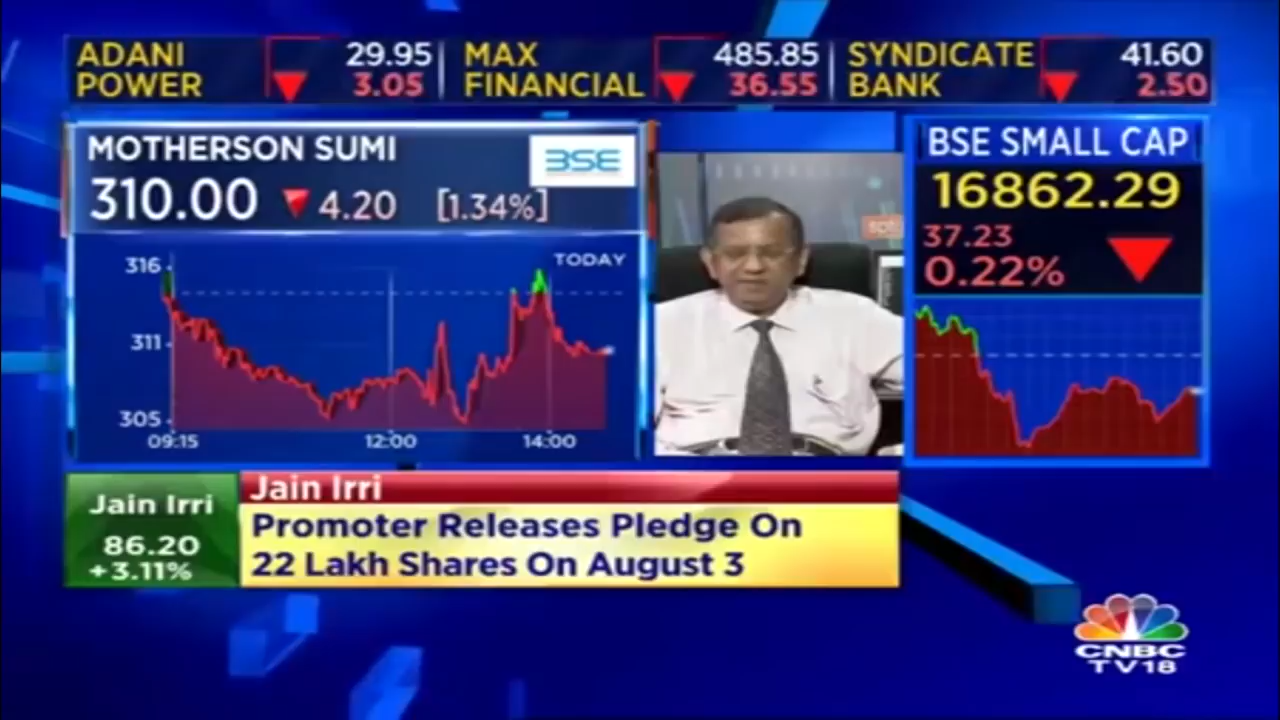 ADANI POWER 29.95 3.05
MAX FINANCIAL 485.85 36.55
SYNDICATE BANK 41.60 2.50
MOTHERSON SUMI
BSE
310.00 4.20 [1.34%]
TODAY
316
311
305
09:15 12:00 14:00
BSE SMALL CAP
16862.29
37.23
0.22%
Jain Irri
86.20
+3.11%
Jain Irri
Promoter Releases Pledge On
22 Lakh Shares On August 3
CNBC
TV18